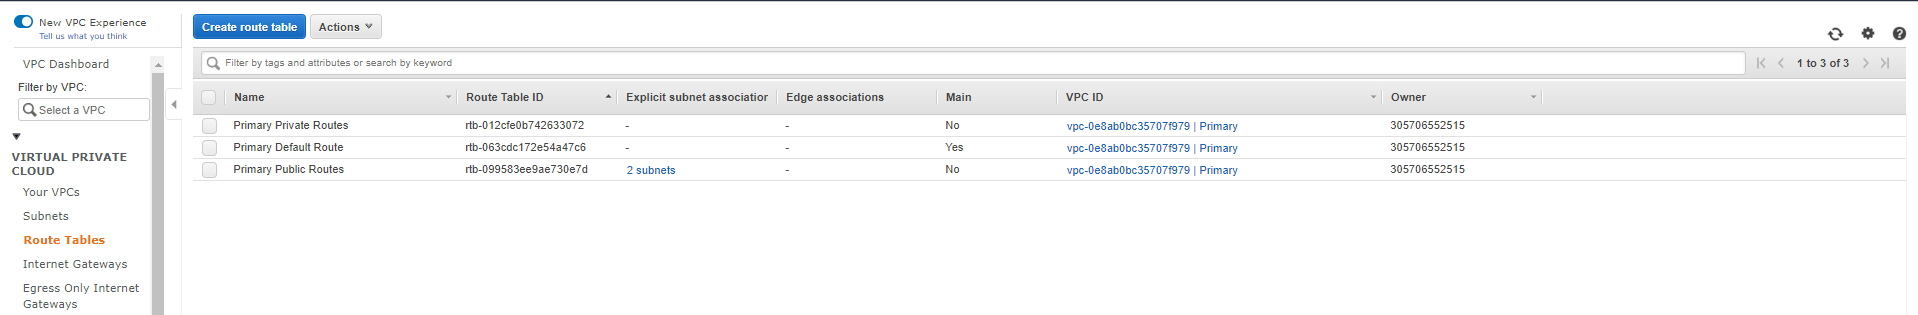 New VPC Experience
Tell us what you think
VPC Dashboard
Filter by VPC:
Select a VPC
VIRTUAL PRIVATE
CLOUD
Your VPCs
Subnets
Route Tables
Internet Gateways
Egress Only Internet
Gateways
Create route table Actions
Filter by tags and attributes or search by keyword
1 to 3 of 3
Name Route Table ID Explicit subnet association Edge associations Main VPC ID Owner
Primary Private Routes rtb-012cfe0b742633072 - - No vpc-0e8ab0bc35707f979 | Primary 305706552515
Primary Default Route rtb-063cdc172e54a47c6 - - Yes vpc-0e8ab0bc35707f979 | Primary 305706552515
Primary Public Routes rtb-099583ee9ae730e7d 2 subnets - No vpc-0e8ab0bc35707f979 | Primary 305706552515